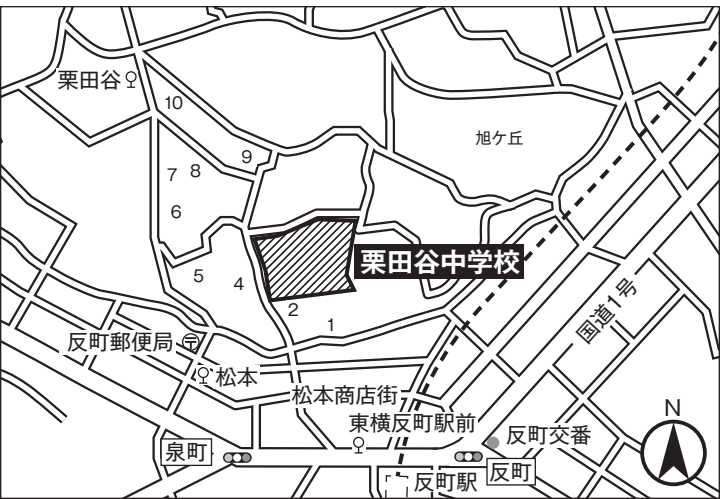 栗田谷
10
旭ケ丘
9
8
7
6
栗田谷中学校
5
4
2
1
国道1号
反町郵便局
松本
松本商店街
東横反町駅前
N
反町交番
泉町
反町
反町駅